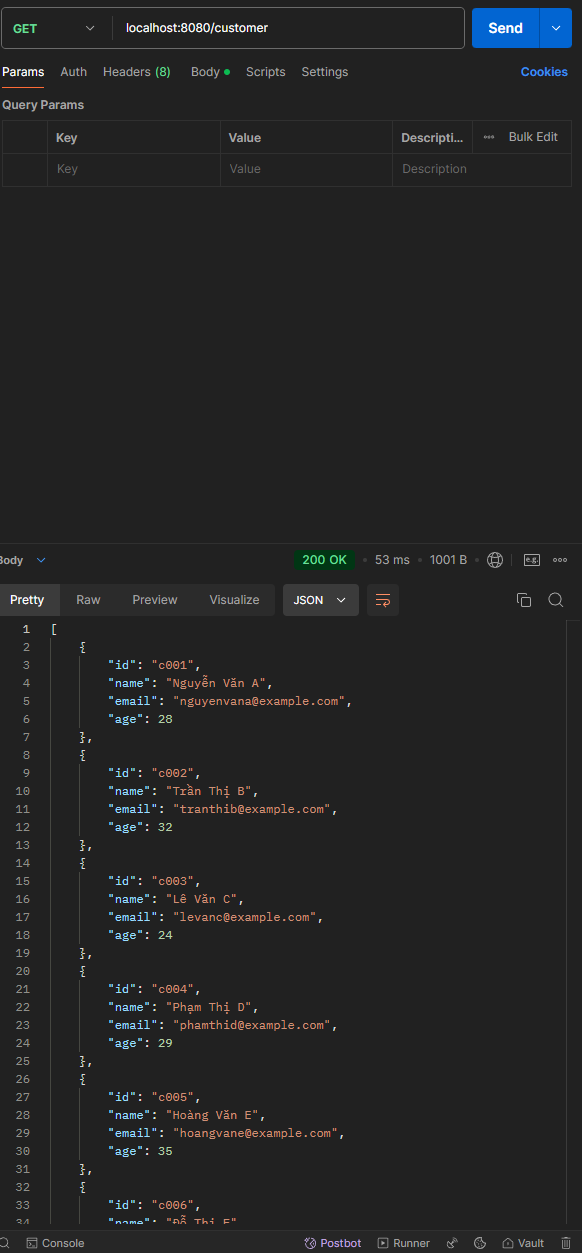 GET localhost:8080/customer Send
Params Auth Headers (8) Body Scripts Settings Cookies
Query Params
Key Value Descripti... Bulk Edit
Key Value Description
Body 200 OK 53 ms 1001 B e.g.
Pretty Raw Preview Visualize JSON
1 [
2 {
3 "id": "c001",
4 "name": "Nguyễn Văn A",
5 "email": "nguyenvana@example.com",
6 "age": 28
7 },
8 {
9 "id": "c002",
10 "name": "Trần Thị B",
11 "email": "tranthib@example.com",
12 "age": 32
13 },
14 {
15 "id": "c003",
16 "name": "Lê Văn C",
17 "email": "levanc@example.com",
18 "age": 24
19 },
20 {
21 "id": "c004",
22 "name": "Phạm Thị D",
23 "email": "phamthid@example.com",
24 "age": 29
25 },
26 {
27 "id": "c005",
28 "name": "Hoàng Văn E",
29 "email": "hoangvane@example.com",
30 "age": 35
31 },
32 {
33 "id": "c006",
34 "name": "Đỗ Thị F"
Console Postbot Runner Vault